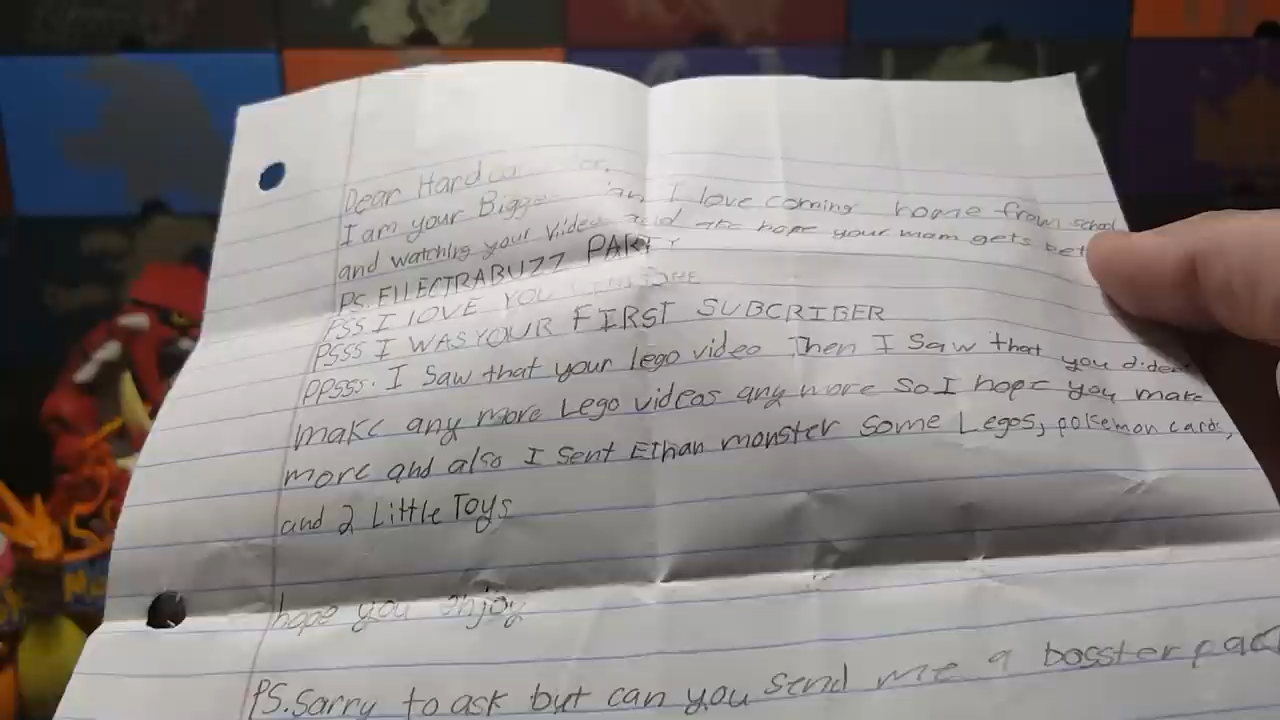 Dear Hard
I am your Bigge I love coming home from school
and watching your Videos and hope your mom gets bet
PS. ELLECTRABUZZ PARTY
PSS I LOVE YOU
PSSS I WAS YOUR FIRST SUBCRIBER
PPSSS. I Saw that your lego video Then I Saw that you diden
make any more Lego videos any more so I hope you make
more and also I sent Ethan monster some Legos, pokemon cards,
and 2 Little Toys
hope you enjoy
PS. Sorry to ask but can you send me a bosster pac